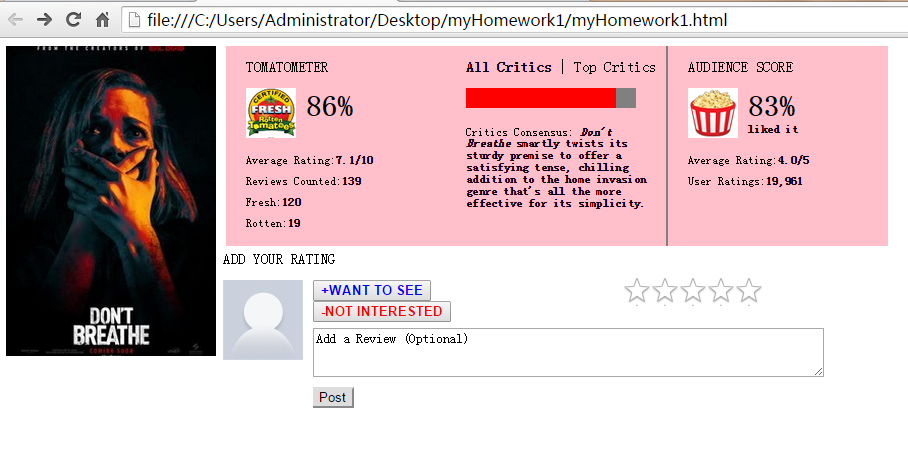 file:///C:/Users/Administrator/Desktop/myHomework1/myHomework1.html
FROM THE CREATORS OF
DON'T
BREATHE
COMING SOON
TOMATOMETER
CERTIFIED
FRESH
Rotten
Tomatoes
86%
Average Rating:7.1/10
Reviews Counted:139
Fresh:120
Rotten:19
All Critics | Top Critics
Critics Consensus: Don't
Breathe smartly twists its
sturdy premise to offer a
satisfying tense, chilling
addition to the home invasion
genre that's all the more
effective for its simplicity.
AUDIENCE SCORE
83%
liked it
Average Rating:4.0/5
User Ratings:19,961
ADD YOUR RATING
+WANT TO SEE
-NOT INTERESTED
Add a Review (Optional)
Post